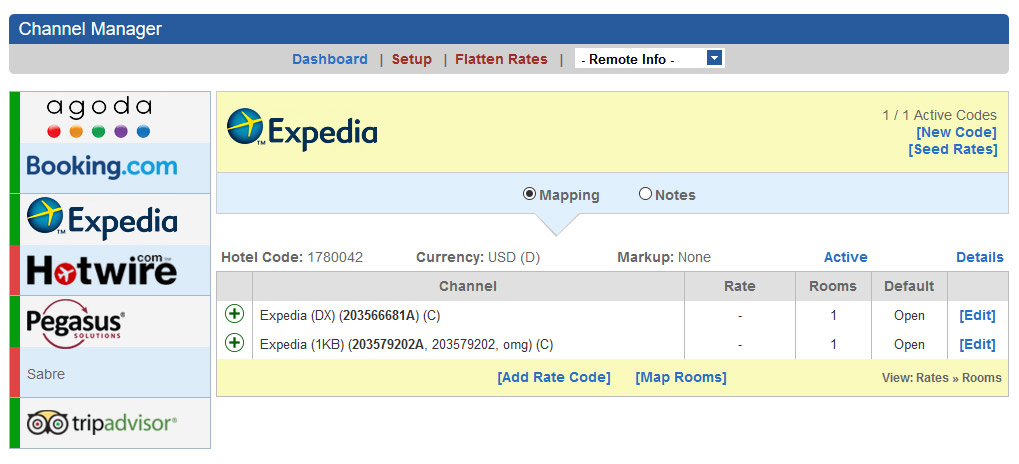 Channel Manager
Dashboard | Setup | Flatten Rates | - Remote Info -
agoda
Booking.com
™ Expedia
Hotwire.com™
Pegasus®
SOLUTIONS
Sabre
tripadvisor®
™ Expedia
1 / 1 Active Codes
[New Code]
[Seed Rates]
Mapping Notes
Hotel Code: 1780042 Currency: USD (D) Markup: None Active Details
Channel Rate Rooms Default
Expedia (DX) (203566681A) (C) - 1 Open [Edit]
Expedia (1KB) (203579202A, 203579202, omg) (C) - 1 Open [Edit]
[Add Rate Code] [Map Rooms] View: Rates » Rooms